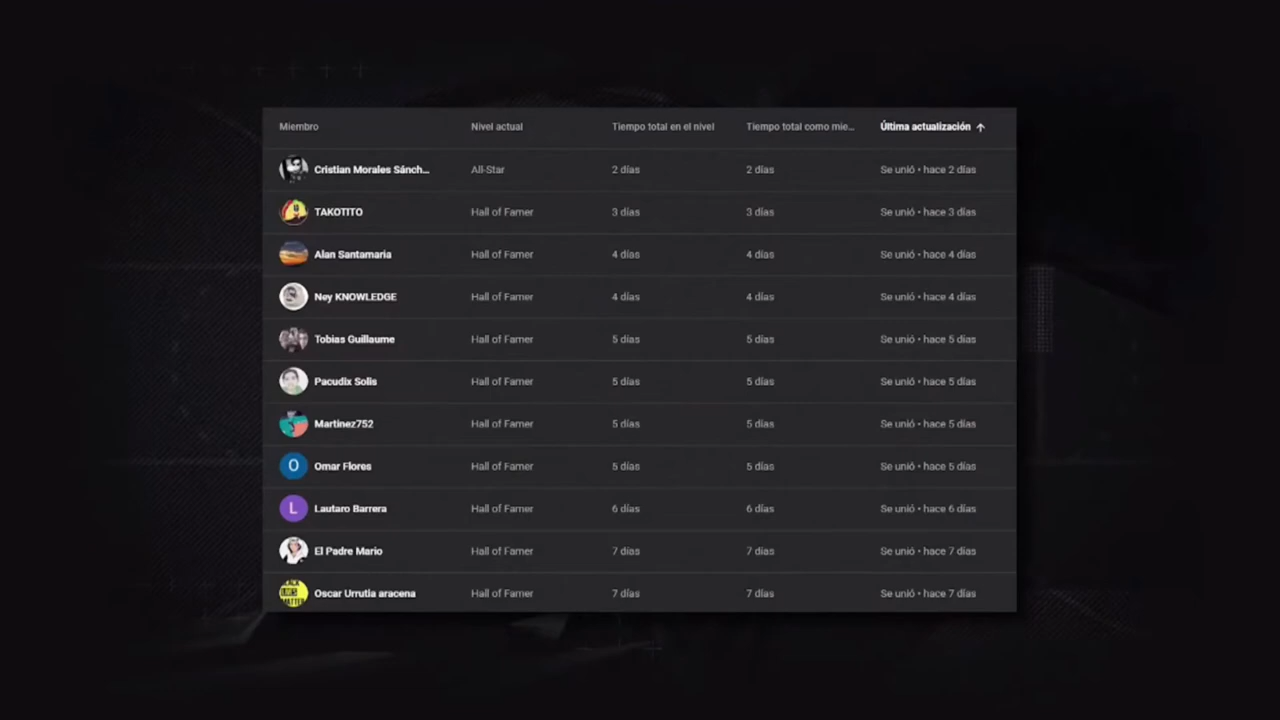 Miembro Nivel actual Tiempo total en el nivel Tiempo total como mie... Última actualización
Cristian Morales Sánch... All-Star 2 días 2 días Se unió • hace 2 días
TAKOTITO Hall of Famer 3 días 3 días Se unió • hace 3 días
Alan Santamaria Hall of Famer 4 días 4 días Se unió • hace 4 días
Ney KNOWLEDGE Hall of Famer 4 días 4 días Se unió • hace 4 días
Tobias Guillaume Hall of Famer 5 días 5 días Se unió • hace 5 días
Pacudix Solis Hall of Famer 5 días 5 días Se unió • hace 5 días
Martinez752 Hall of Famer 5 días 5 días Se unió • hace 5 días
O Omar Flores Hall of Famer 5 días 5 días Se unió • hace 5 días
L Lautaro Barrera Hall of Famer 6 días 6 días Se unió • hace 6 días
El Padre Mario Hall of Famer 7 días 7 días Se unió • hace 7 días
BLACK LIVES MATTER Oscar Urrutia aracena Hall of Famer 7 días 7 días Se unió • hace 7 días